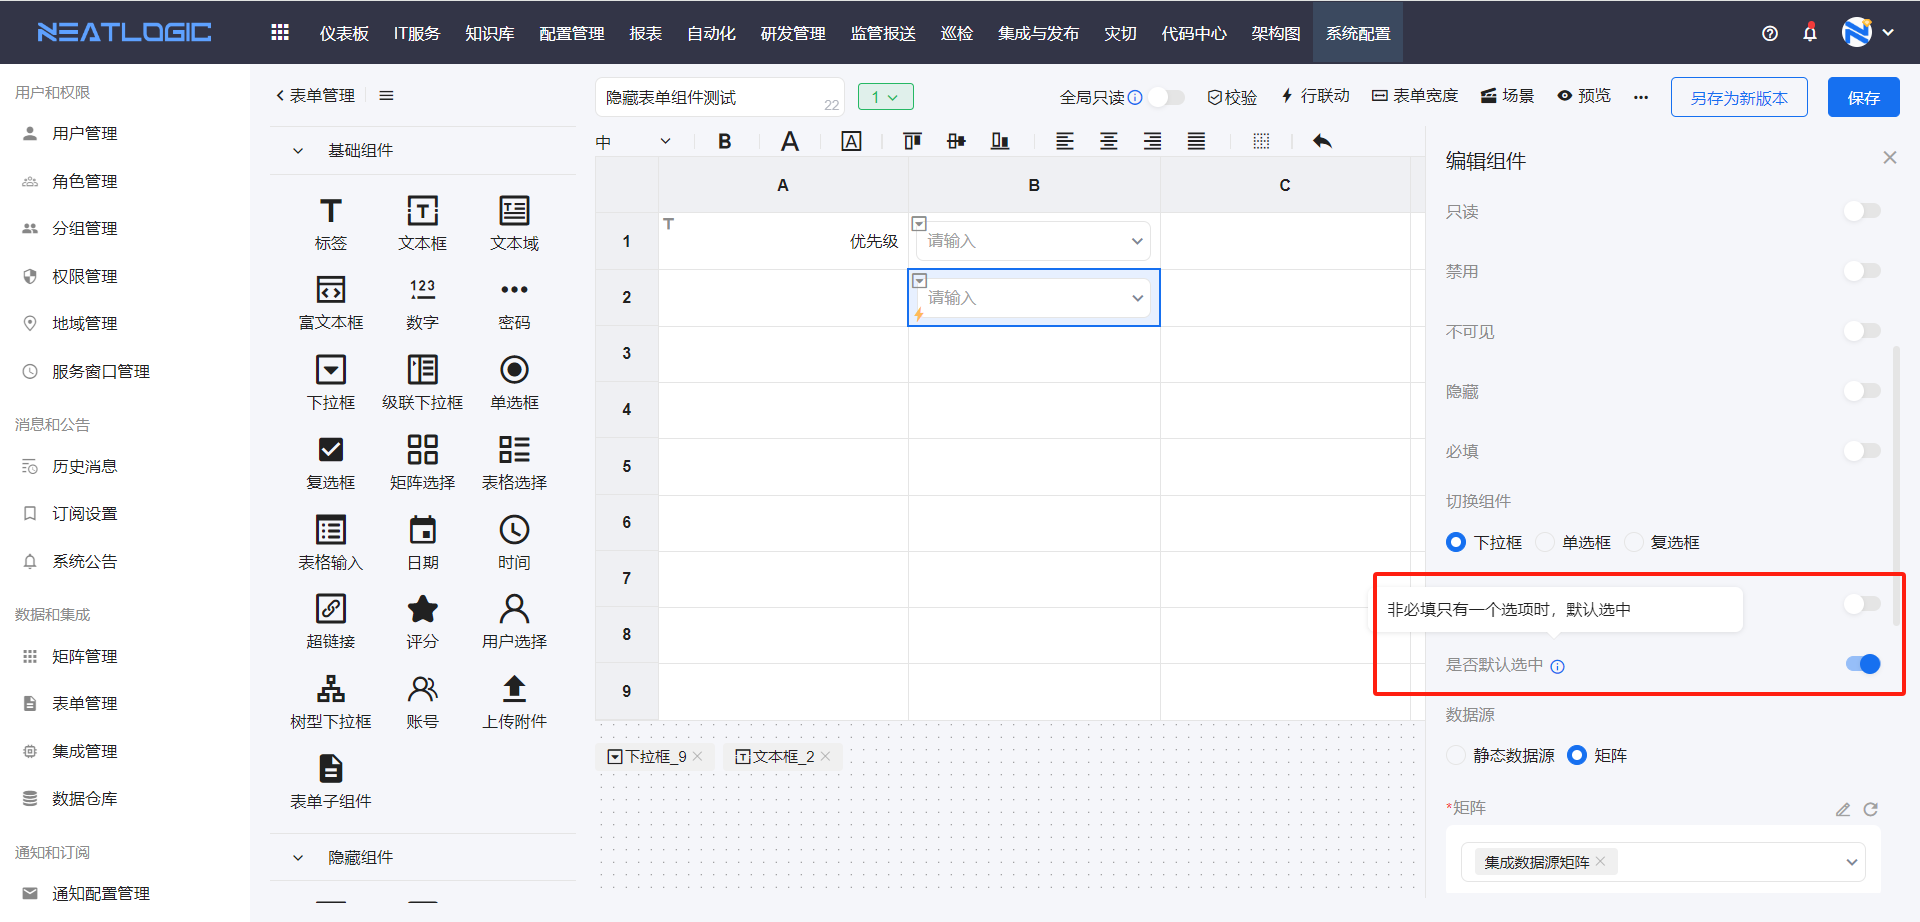 NEATLOGIC
仪表板 IT服务 知识库 配置管理 报表 自动化 研发管理 监管报送 巡检 集成与发布 灾切 代码中心 架构图 系统配置
用户和权限
用户管理
角色管理
分组管理
权限管理
地域管理
服务窗口管理
消息和公告
历史消息
订阅设置
系统公告
数据和集成
矩阵管理
表单管理
集成管理
数据仓库
通知和订阅
通知配置管理
表单管理
基础组件
标签 文本框 文本域
富文本框 数字 密码
下拉框 级联下拉框 单选框
复选框 矩阵选择 表格选择
表格输入 日期 时间
超链接 评分 用户选择
树型下拉框 账号 上传附件
表单子组件
隐藏组件
隐藏表单组件测试 22
1
全局只读 校验 行联动 表单宽度 场景 预览 ...
另存为新版本
保存
中 B A A
A B C
1 优先级 请输入
2 请输入
3
4
5
6
7
8
9
下拉框_9 文本框_2
编辑组件
只读
禁用
不可见
隐藏
必填
切换组件
下拉框 单选框 复选框
非必填只有一个选项时，默认选中
是否默认选中
数据源
静态数据源 矩阵
*矩阵
集成数据源矩阵